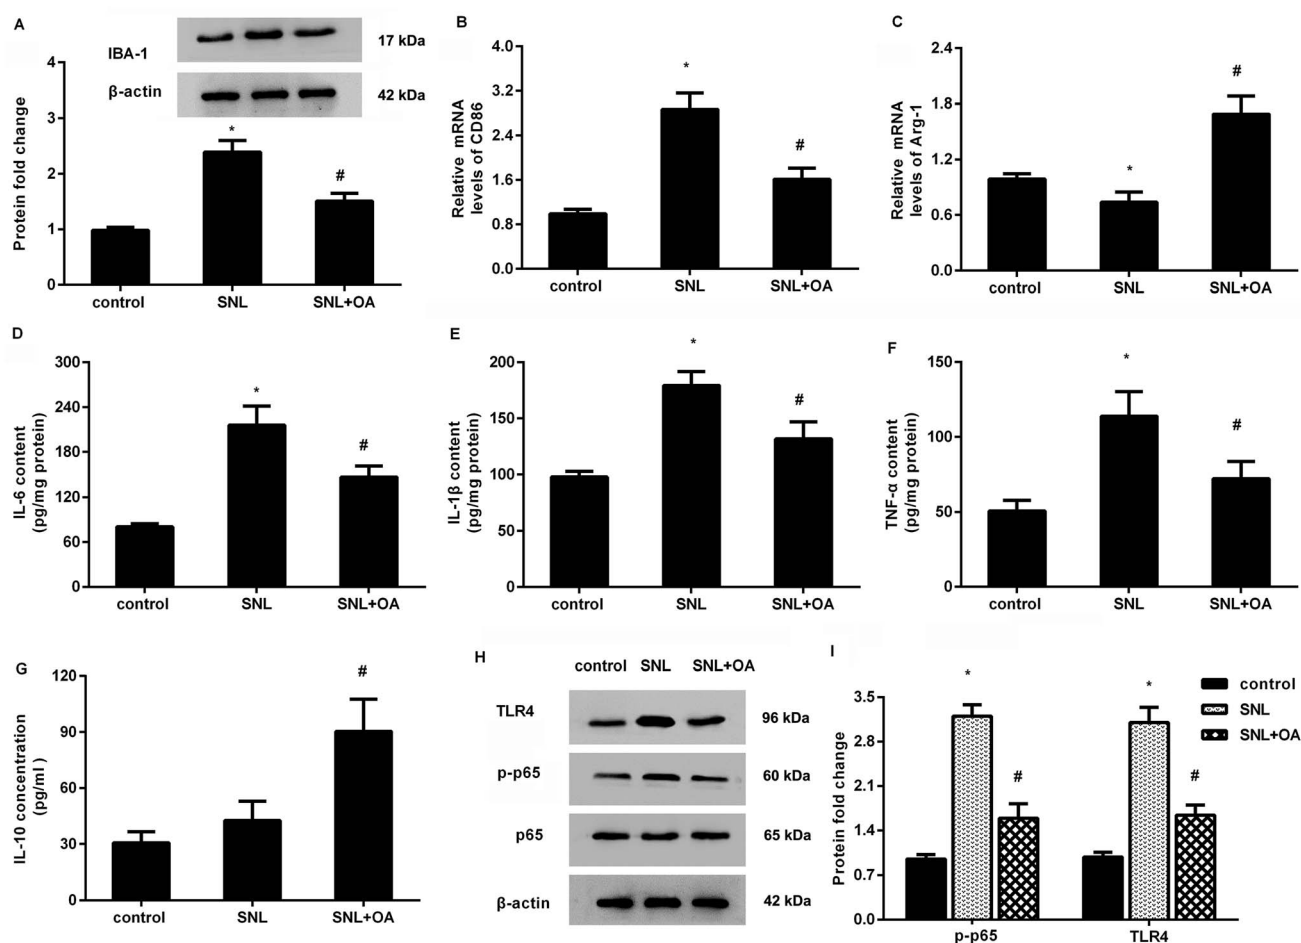 A
IBA-1
17 kDa
β-actin
42 kDa
Protein fold change
4
3
2
1
0
*
#
control
SNL
SNL+OA
B
Relative mRNA
levels of CD86
4.0
3.2
2.4
1.6
0.8
0.0
*
#
control
SNL
SNL+OA
C
Relative mRNA
levels of Arg-1
2.4
1.8
1.2
0.6
0.0
*
#
control
SNL
SNL+OA
D
IL-6 content
(pg/mg protein)
300
240
180
120
60
0
*
#
control
SNL
SNL+OA
E
IL-1β content
(pg/mg protein)
200
150
100
50
0
*
#
control
SNL
SNL+OA
F
TNF-α content
(pg/mg protein)
150
100
50
0
*
#
control
SNL
SNL+OA
G
IL-10 concentration
(pg/ml )
120
90
60
30
0
#
control
SNL
SNL+OA
H
control SNL SNL+OA
TLR4
96 kDa
p-p65
60 kDa
p65
65 kDa
β-actin
42 kDa
I
Protein fold change
3.5
2.8
2.1
1.4
0.7
0.0
*
#
*
#
p-p65
TLR4
control
SNL
SNL+OA